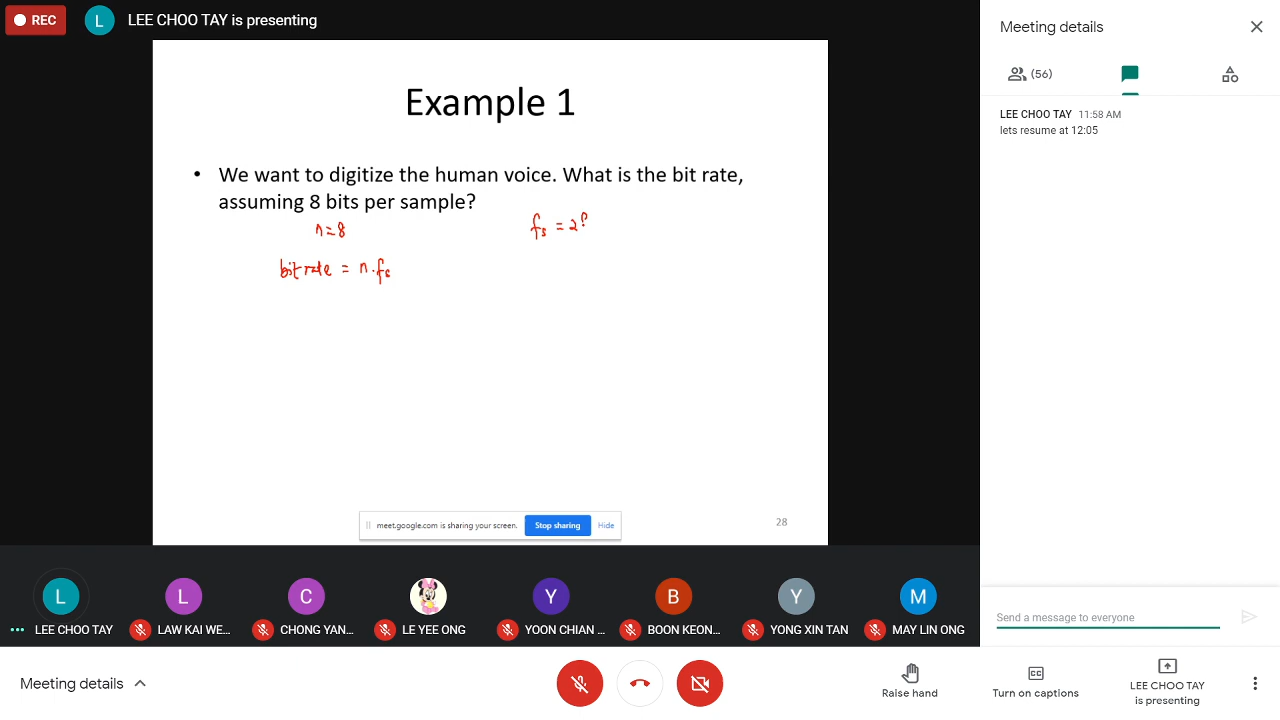 REC
L
LEE CHOO TAY is presenting
Example 1
• We want to digitize the human voice. What is the bit rate,
assuming 8 bits per sample?
n=8
fs = 2f
bit rate = n.fs
meet.google.com is sharing your screen.
Stop sharing
Hide
28
L
L
C
Y
B
Y
M
LEE CHOO TAY
LAW KAI WE...
CHONG YAN...
LE YEE ONG
YOON CHIAN ...
BOON KEON...
YONG XIN TAN
MAY LIN ONG
Meeting details
(56)
LEE CHOO TAY 11:58 AM
lets resume at 12:05
Send a message to everyone
Meeting details
Raise hand
CC
Turn on captions
LEE CHOO TAY
is presenting